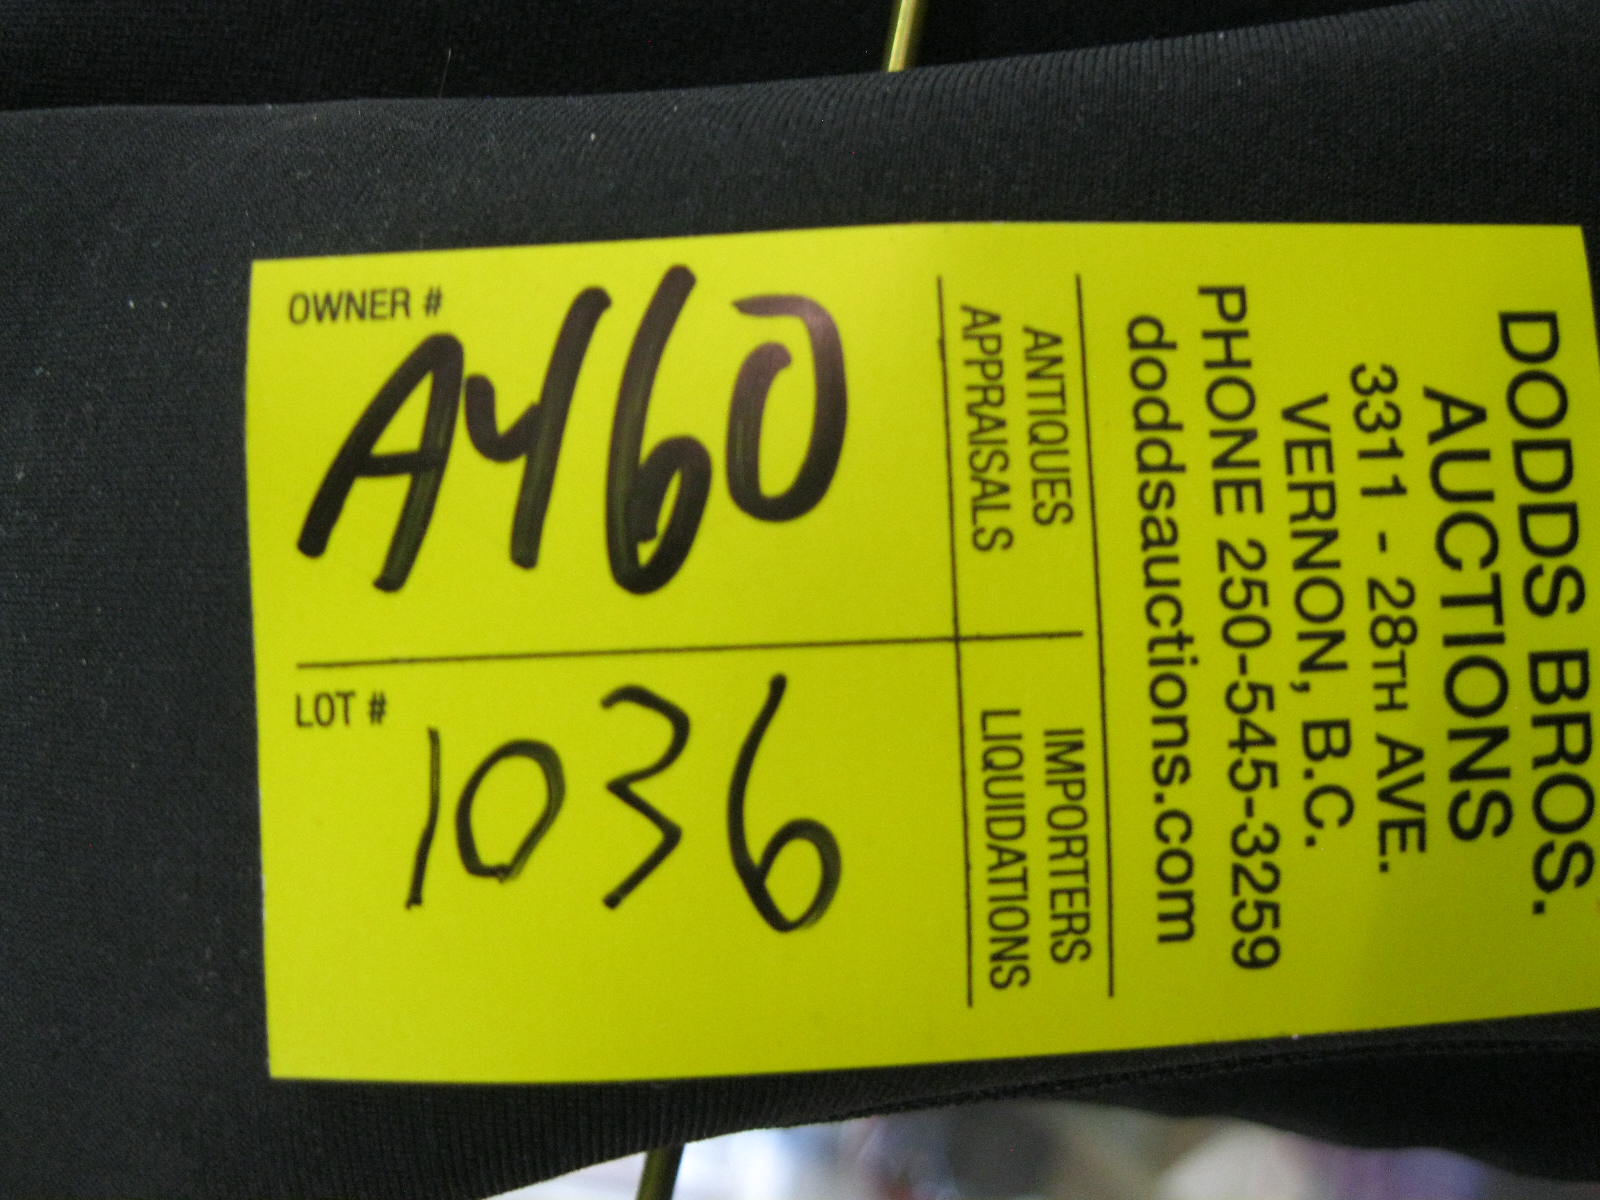 DODDS BROS.
AUCTIONS
3311 - 28TH AVE.
VERNON, B.C.
PHONE 250-545-3259
doddsauctions.com
ANTIQUES
APPRAISALS
IMPORTERS
LIQUIDATIONS
OWNER #
A460
LOT #
1036